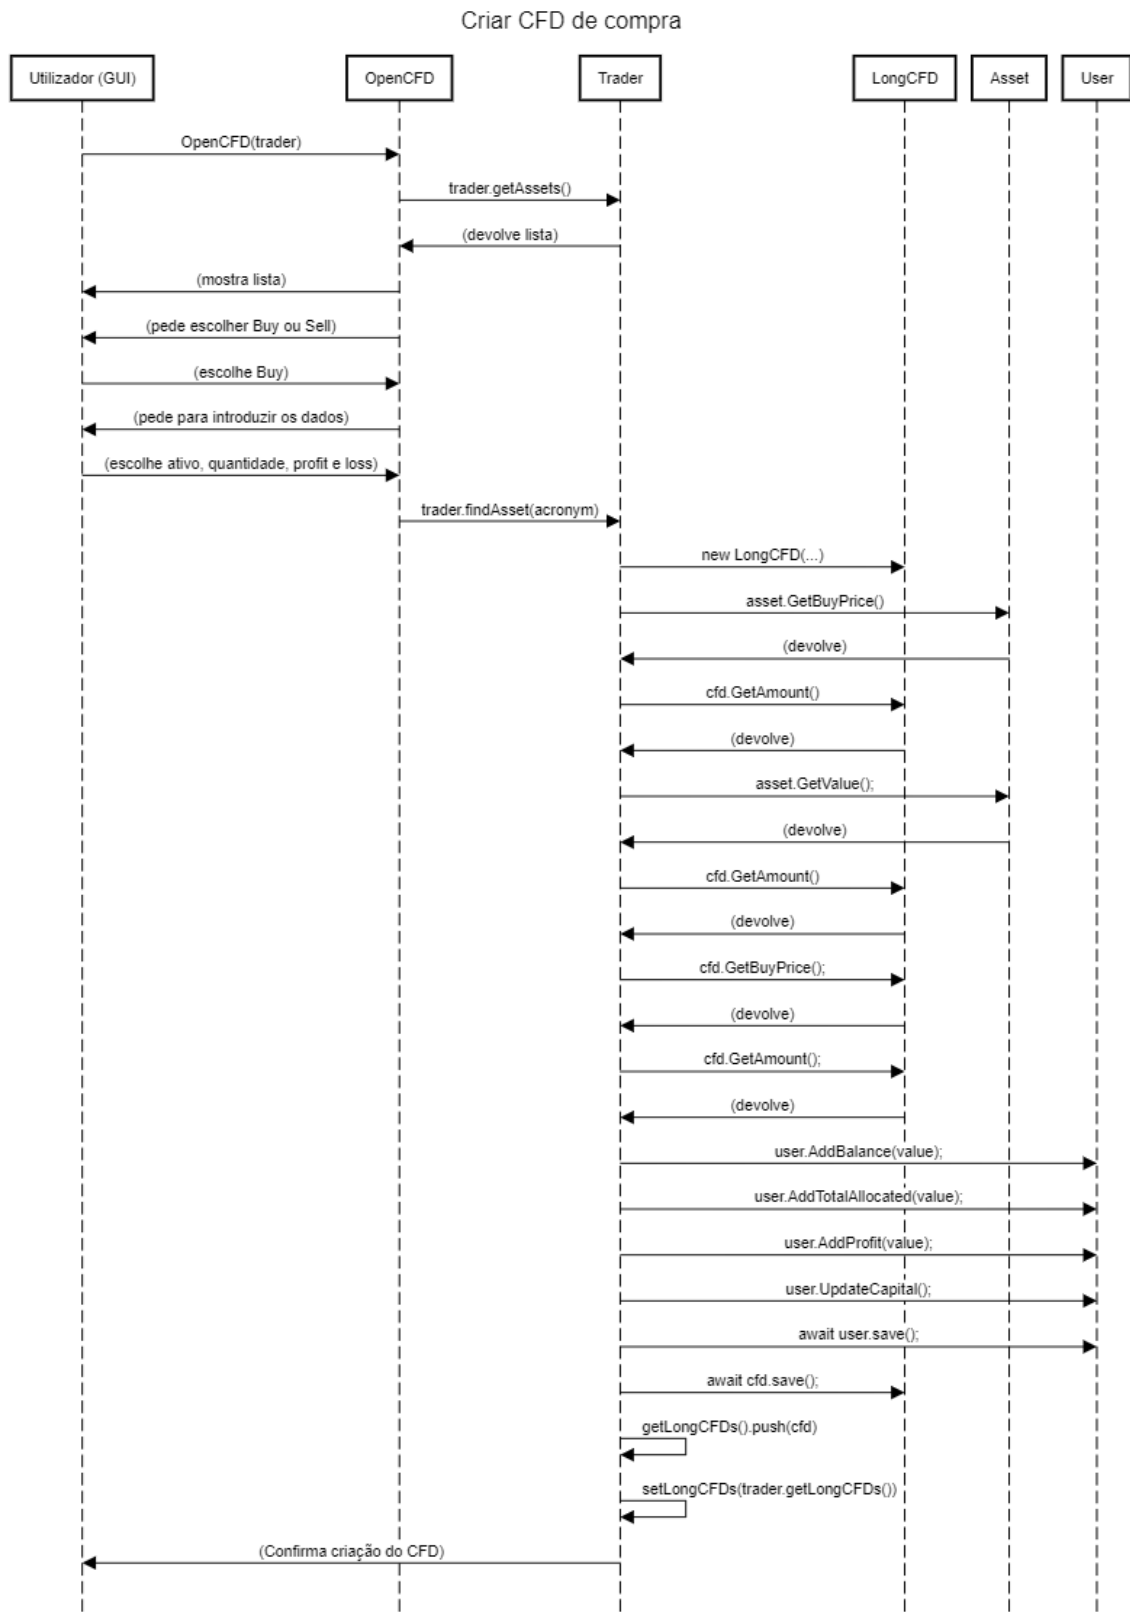 Criar CFD de compra
Utilizador (GUI)
OpenCFD
Trader
LongCFD
Asset
User
OpenCFD(trader)
trader.getAssets()
(devolve lista)
(mostra lista)
(pede escolher Buy ou Sell)
(escolhe Buy)
(pede para introduzir os dados)
(escolhe ativo, quantidade, profit e loss)
trader.findAsset(acronym)
new LongCFD(...)
asset.GetBuyPrice()
(devolve)
cfd.GetAmount()
(devolve)
asset.GetValue();
(devolve)
cfd.GetAmount()
(devolve)
cfd.GetBuyPrice();
(devolve)
cfd.GetAmount();
(devolve)
user.AddBalance(value);
user.AddTotalAllocated(value);
user.AddProfit(value);
user.UpdateCapital();
await user.save();
await cfd.save();
getLongCFDs().push(cfd)
setLongCFDs(trader.getLongCFDs())
(Confirma criação do CFD)